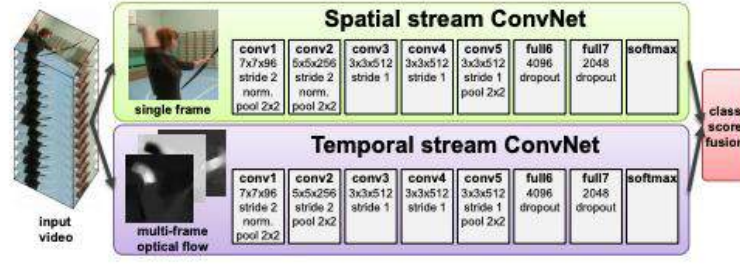 Spatial stream ConvNet
conv1
7x7x96
stride 2
norm.
pool 2x2
conv2
5x5x256
stride 2
norm.
pool 2x2
conv3
3x3x512
stride 1
conv4
3x3x512
stride 1
conv5
3x3x512
stride 1
pool 2x2
full6
4096
dropout
full7
2048
dropout
softmax
single frame
Temporal stream ConvNet
conv1
7x7x96
stride 2
norm.
pool 2x2
conv2
5x5x256
stride 2
pool 2x2
conv3
3x3x512
stride 1
conv4
3x3x512
stride 1
conv5
3x3x512
stride 1
pool 2x2
full6
4096
dropout
full7
2048
dropout
softmax
multi-frame
optical flow
input
video
class
score
fusion